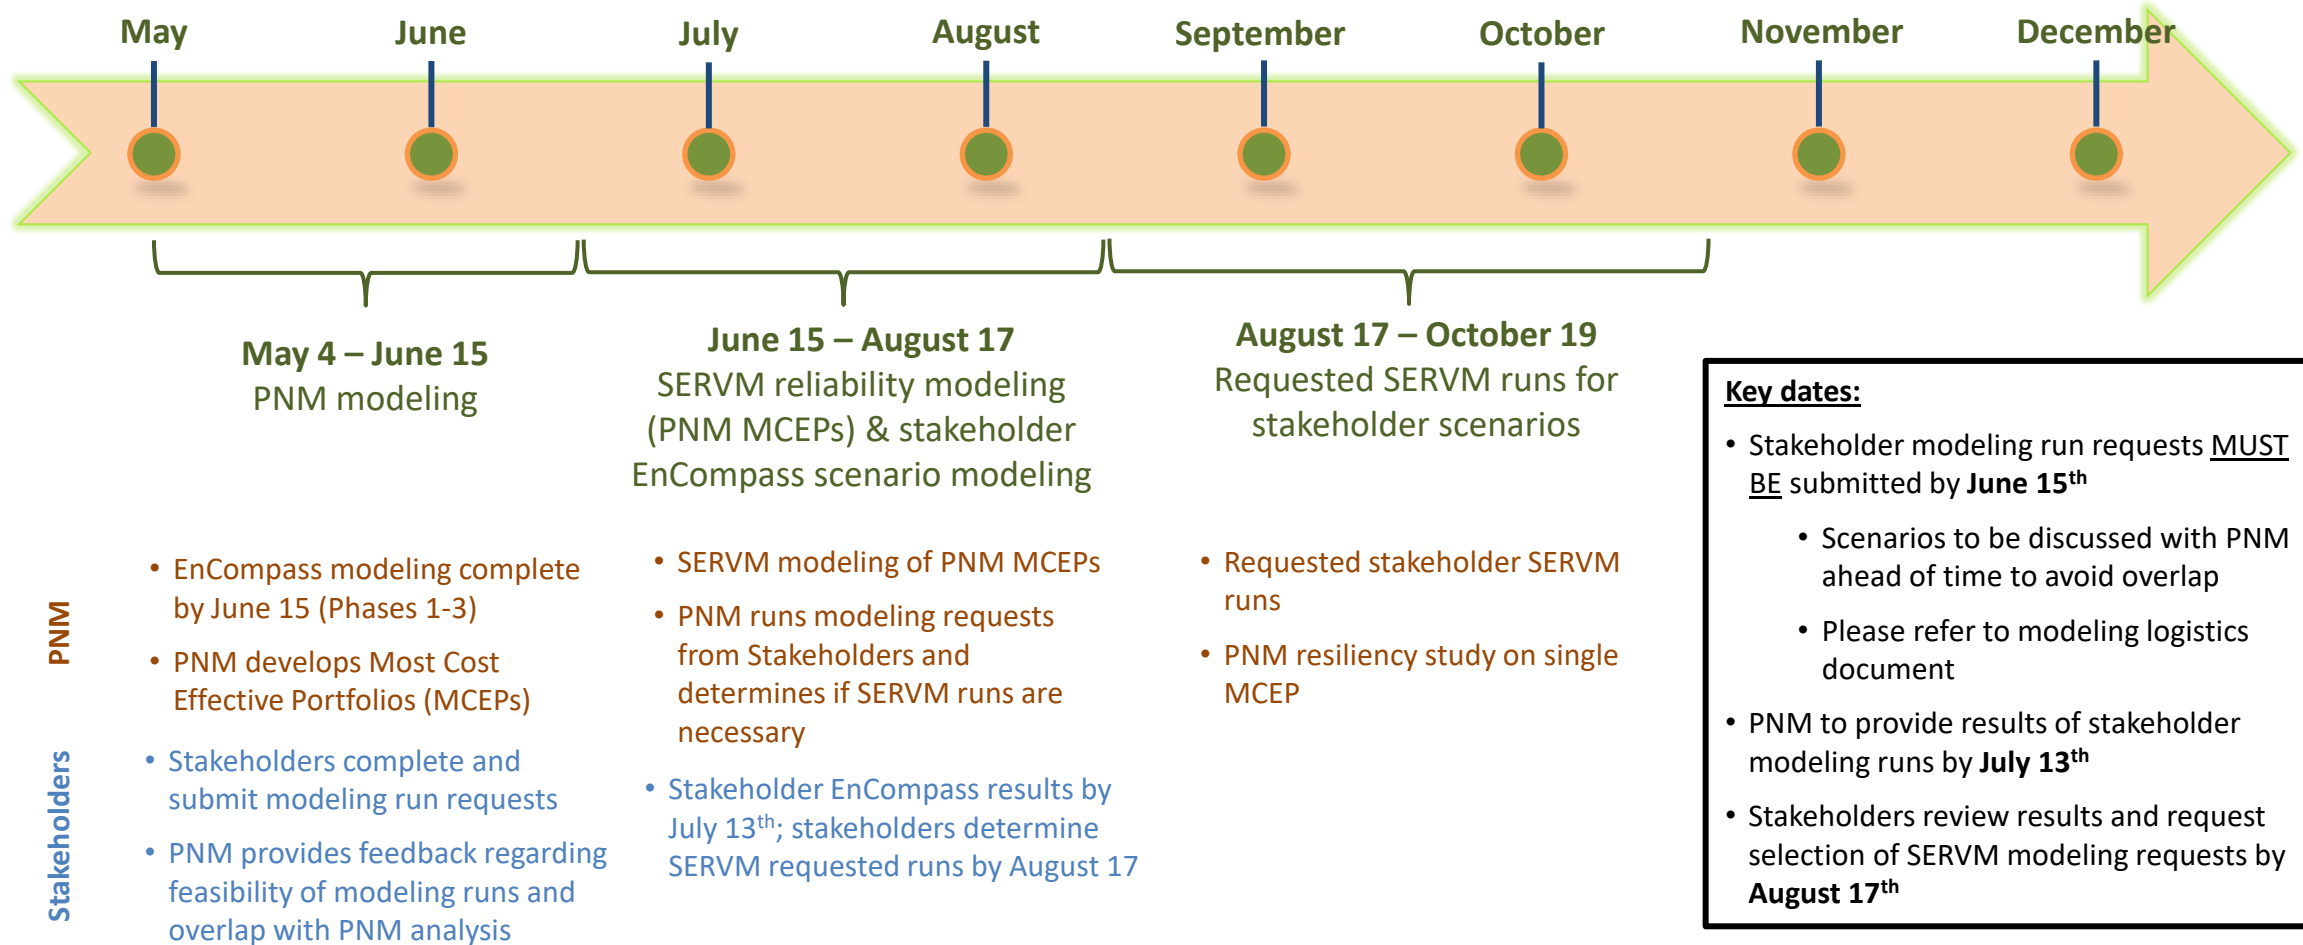 May
June
July
August
September
October
November
December
May 4 – June 15
PNM modeling
June 15 – August 17
SERVM reliability modeling
(PNM MCEPs) & stakeholder
EnCompass scenario modeling
August 17 – October 19
Requested SERVM runs for
stakeholder scenarios
PNM
• EnCompass modeling complete
by June 15 (Phases 1-3)
• PNM develops Most Cost
Effective Portfolios (MCEPs)
• SERVM modeling of PNM MCEPs
• PNM runs modeling requests
from Stakeholders and
determines if SERVM runs are
necessary
• Requested stakeholder SERVM
runs
• PNM resiliency study on single
MCEP
Stakeholders
• Stakeholders complete and
submit modeling run requests
• PNM provides feedback regarding
feasibility of modeling runs and
overlap with PNM analysis
• Stakeholder EnCompass results by
July 13th; stakeholders determine
SERVM requested runs by August 17
Key dates:
• Stakeholder modeling run requests MUST
BE submitted by June 15th
• Scenarios to be discussed with PNM
ahead of time to avoid overlap
• Please refer to modeling logistics
document
• PNM to provide results of stakeholder
modeling runs by July 13th
• Stakeholders review results and request
selection of SERVM modeling requests by
August 17th